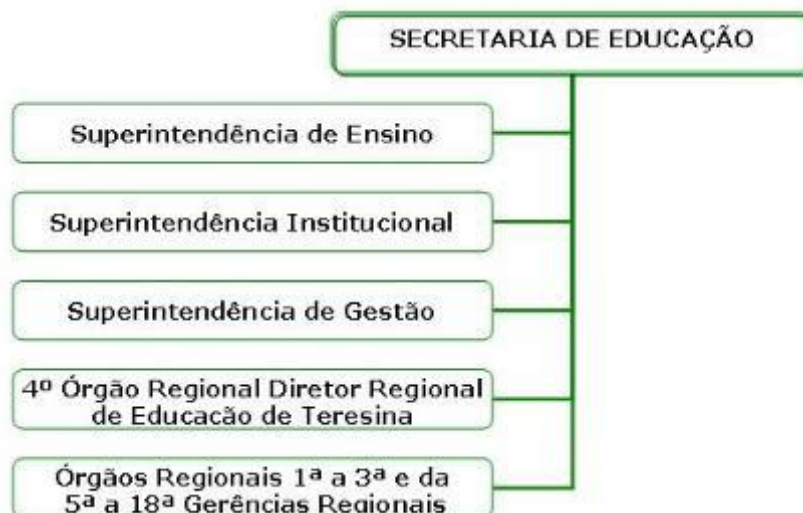 SECRETARIA DE EDUCAÇÃO
Superintendência de Ensino
Superintendência Institucional
Superintendência de Gestão
4º Órgão Regional Diretor Regional
de Educacão de Teresina
Órgãos Regionais 1ª a 3ª e da
5ª a 18ª Gerências Regionais